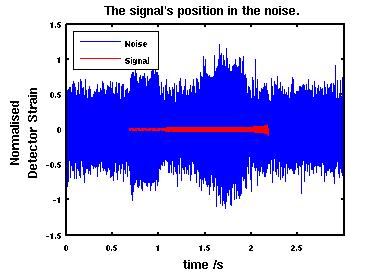 The signal's position in the noise.
Noise
Signal
Normalised
Detector Strain
1.5
1
0.5
0
-0.5
-1
-1.5
0 0.5 1 1.5 2 2.5
time /s